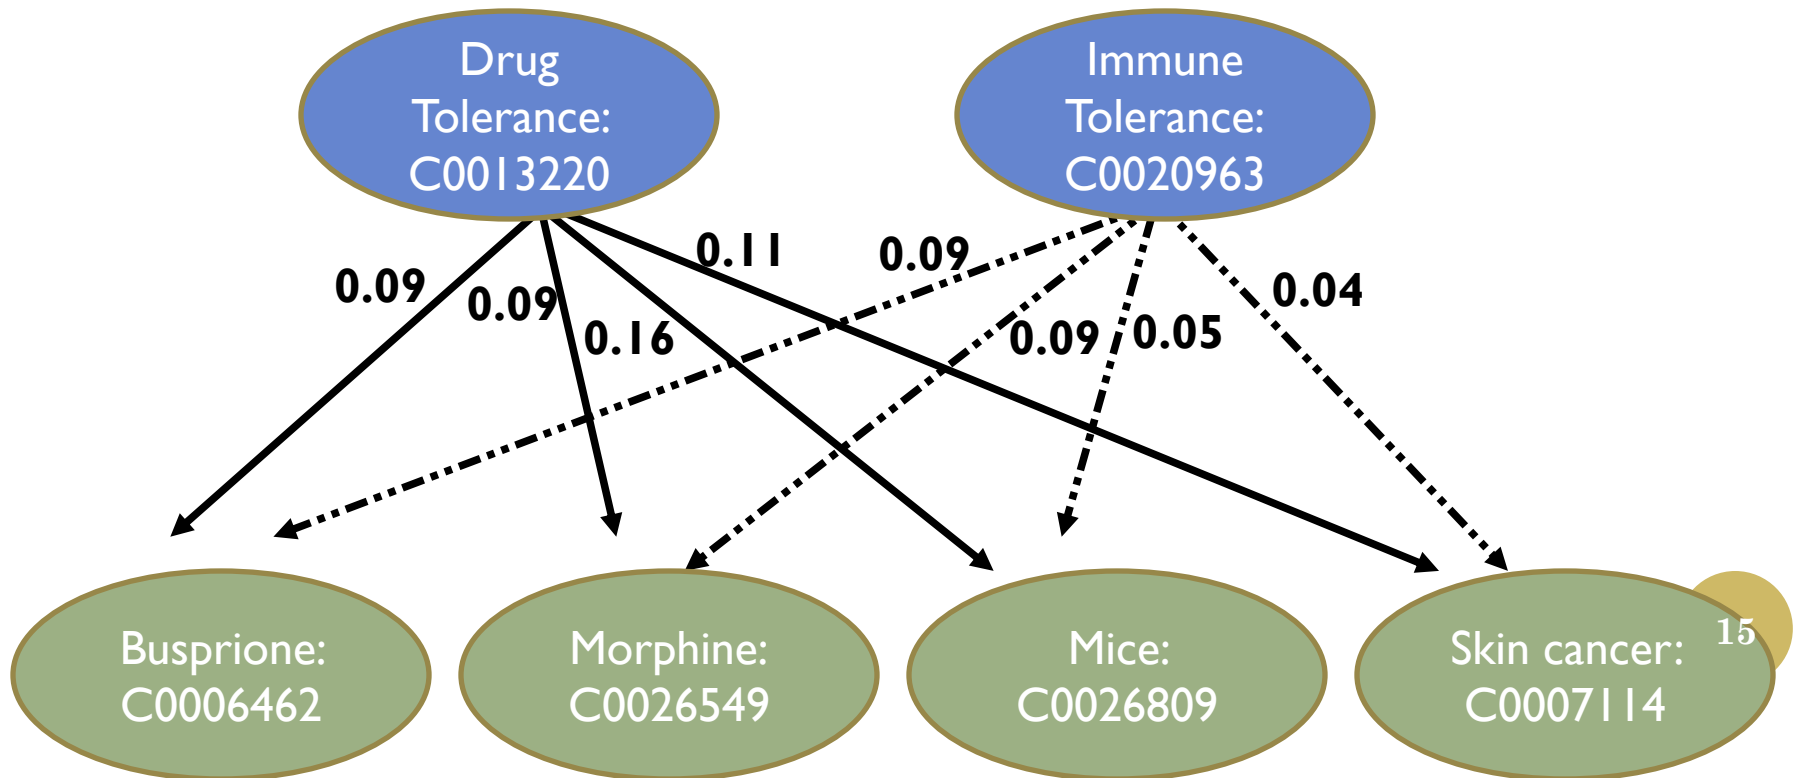 Drug
Tolerance:
C0013220
Immune
Tolerance:
C0020963
0.09
0.09
0.16
0.11
0.09
0.09
0.05
0.04
Busprione:
C0006462
Morphine:
C0026549
Mice:
C0026809
Skin cancer:
C0007114
15